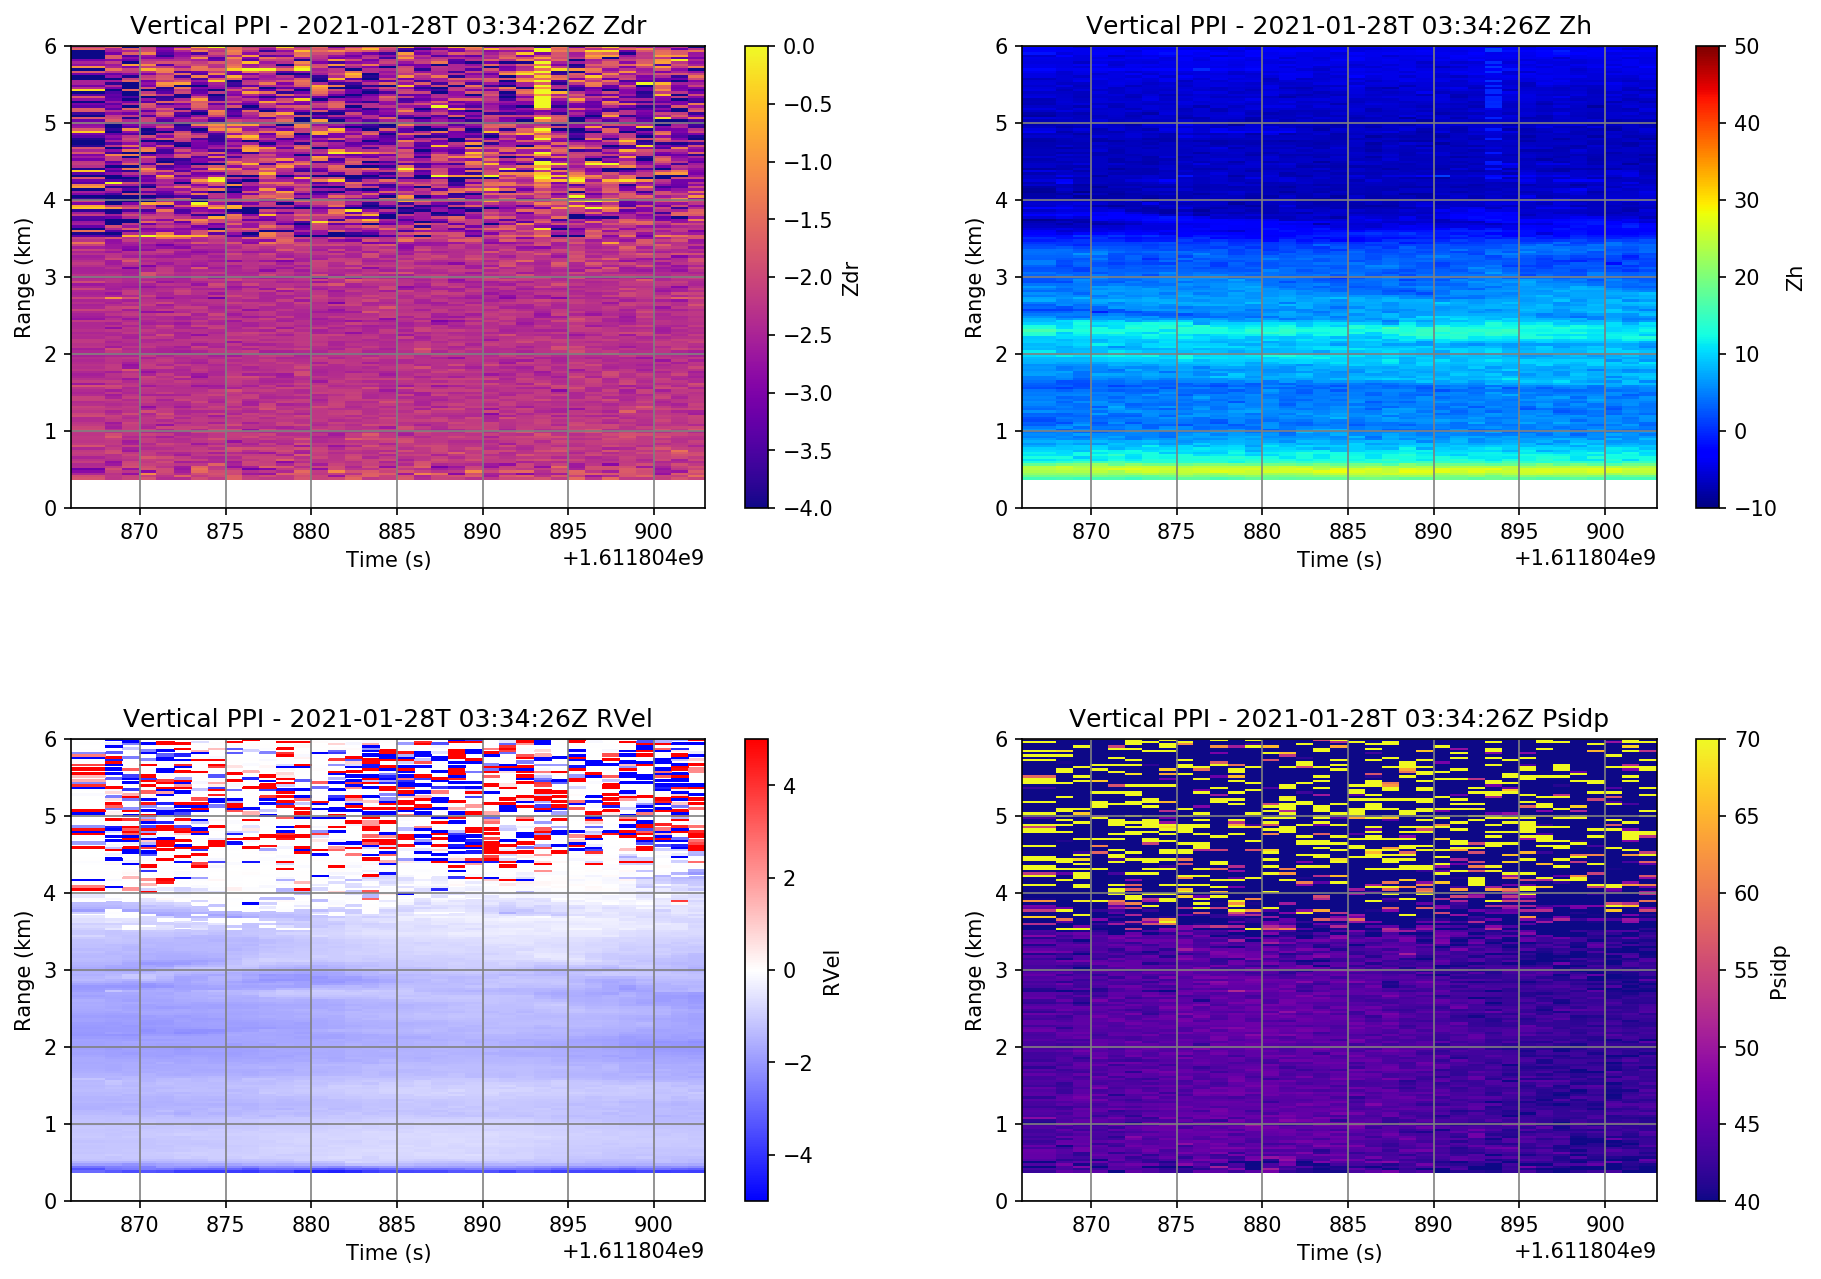 Vertical PPI - 2021-01-28T 03:34:26Z Zdr
6
5
4
3
2
1
0
Range (km)
870 875 880 885 890 895 900
Time (s)
+1.611804e9
0.0
−0.5
−1.0
−1.5
−2.0
−2.5
−3.0
−3.5
−4.0
Zdr
Vertical PPI - 2021-01-28T 03:34:26Z Zh
6
5
4
3
2
1
0
Range (km)
870 875 880 885 890 895 900
Time (s)
+1.611804e9
50
40
30
20
10
0
−10
Zh
Vertical PPI - 2021-01-28T 03:34:26Z RVel
6
5
4
3
2
1
0
Range (km)
870 875 880 885 890 895 900
Time (s)
+1.611804e9
4
2
0
−2
−4
RVel
Vertical PPI - 2021-01-28T 03:34:26Z Psidp
6
5
4
3
2
1
0
Range (km)
870 875 880 885 890 895 900
Time (s)
+1.611804e9
70
65
60
55
50
45
40
Psidp